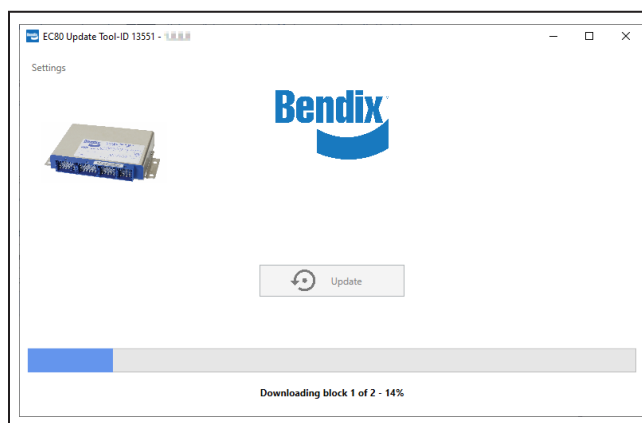 EC80 Update Tool-ID 13551 -
Settings
Bendix
Update
Downloading block 1 of 2 - 14%